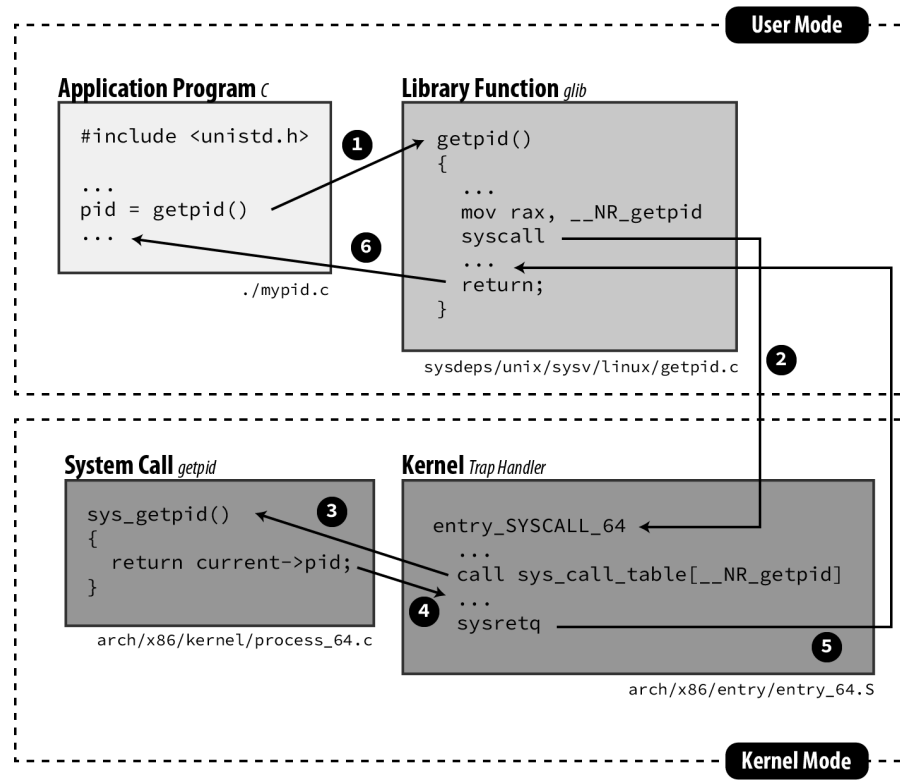 User Mode
Application Program C
#include <unistd.h>
...
pid = getpid()
...
./mypid.c
1
6
Library Function glib
getpid()
{
...
mov rax, __NR_getpid
syscall
...
return;
}
sysdeps/unix/sysv/linux/getpid.c
2
System Call getpid
sys_getpid()
{
return current->pid;
}
arch/x86/kernel/process_64.c
3
4
Kernel Trap Handler
entry_SYSCALL_64
...
call sys_call_table[__NR_getpid]
...
sysretq
5
arch/x86/entry/entry_64.S
Kernel Mode